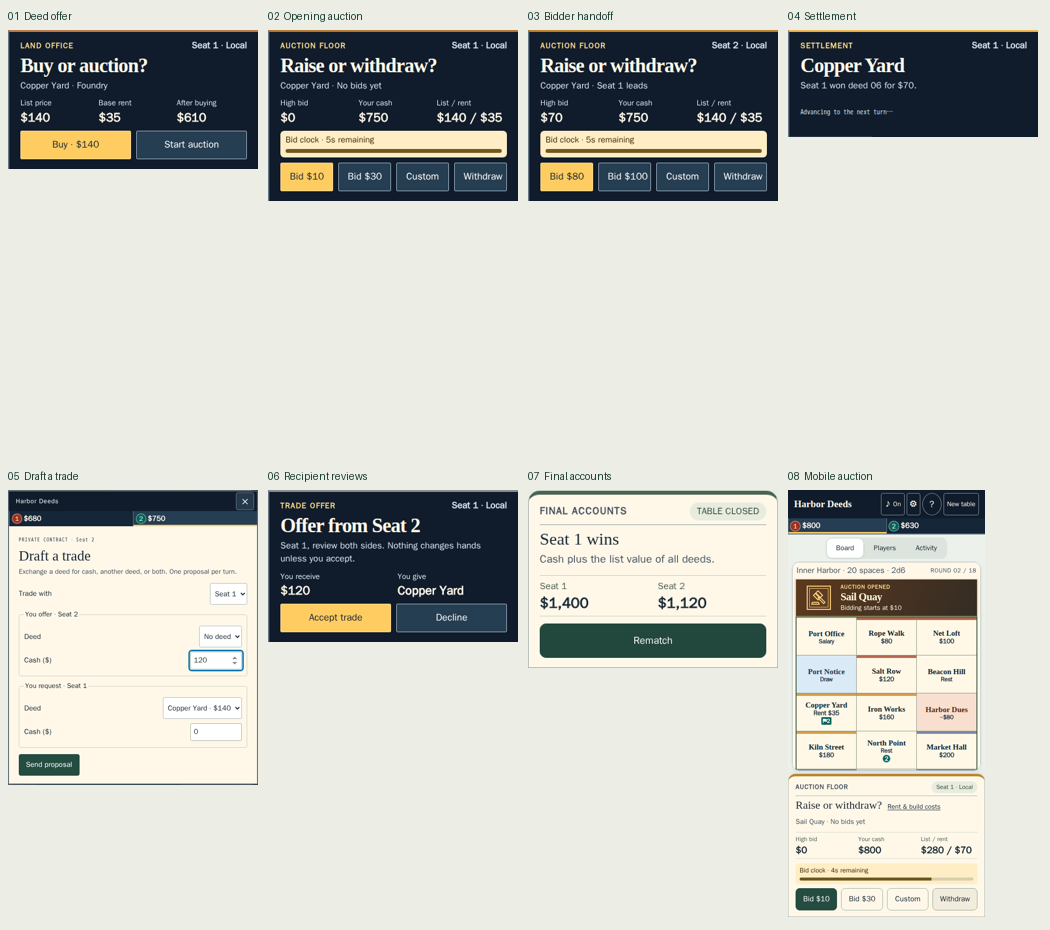 01 Deed offer
LAND OFFICE
Seat 1 · Local
Buy or auction?
Copper Yard · Foundry
List price
Base rent
After buying
$140
$35
$610
Buy · $140
Start auction
02 Opening auction
AUCTION FLOOR
Seat 1 · Local
Raise or withdraw?
Copper Yard · No bids yet
High bid
Your cash
List / rent
$0
$750
$140 / $35
Bid clock · 5s remaining
Bid $10
Bid $30
Custom
Withdraw
03 Bidder handoff
AUCTION FLOOR
Seat 2 · Local
Raise or withdraw?
Copper Yard · Seat 1 leads
High bid
Your cash
List / rent
$70
$750
$140 / $35
Bid clock · 5s remaining
Bid $80
Bid $100
Custom
Withdraw
04 Settlement
SETTLEMENT
Seat 1 · Local
Copper Yard
Seat 1 won deed 06 for $70.
Advancing to the next turn…
05 Draft a trade
Harbor Deeds
×
1 $680
2 $750
PRIVATE CONTRACT · Seat 2
Draft a trade
Exchange a deed for cash, another deed, or both. One proposal per turn.
Trade with
Seat 1
You offer · Seat 2
Deed
No deed
Cash ($)
120
You request · Seat 1
Deed
Copper Yard · $140
Cash ($)
0
Send proposal
06 Recipient reviews
TRADE OFFER
Seat 1 · Local
Offer from Seat 2
Seat 1, review both sides. Nothing changes hands
unless you accept.
You receive
You give
$120
Copper Yard
Accept trade
Decline
07 Final accounts
FINAL ACCOUNTS
TABLE CLOSED
Seat 1 wins
Cash plus the list value of all deeds.
Seat 1
Seat 2
$1,400
$1,120
Rematch
08 Mobile auction
Harbor Deeds
♪ On
?
New table
1 $800
2 $630
Board
Players
Activity
Inner Harbor · 20 spaces · 2d6
ROUND 02 / 18
AUCTION OPENED
Sail Quay
Bidding starts at $10
Port Office
Salary
Rope Walk
$80
Net Loft
$100
Port Notice
Draw
Salt Row
$120
Beacon Hill
Rest
Copper Yard
Rent $35
2
Iron Works
$160
Harbor Dues
−$80
Kiln Street
$180
North Point
Rest
2
Market Hall
$200
AUCTION FLOOR
Seat 1 · Local
Raise or withdraw?
Rent & build costs
Sail Quay · No bids yet
High bid
Your cash
List / rent
$0
$800
$280 / $70
Bid clock · 4s remaining
Bid $10
Bid $30
Custom
Withdraw